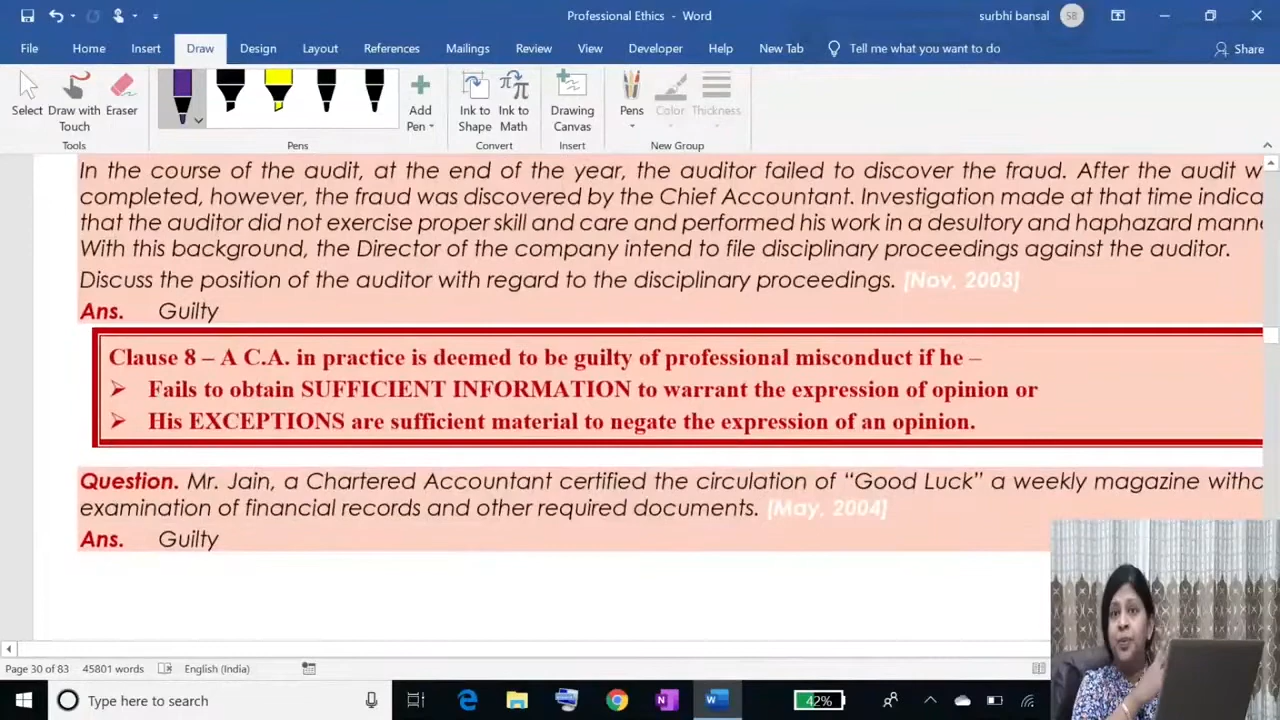 Professional Ethics - Word
surbhi bansal
SB
File Home Insert Draw Design Layout References Mailings Review View Developer Help New Tab Tell me what you want to do Share
Select
Draw with Touch
Eraser
Add Pen
Ink to Shape
Ink to Math
Drawing Canvas
Pens
Color
Thickness
Tools Pens Convert Insert New Group
In the course of the audit, at the end of the year, the auditor failed to discover the fraud. After the audit w
completed, however, the fraud was discovered by the Chief Accountant. Investigation made at that time indica
that the auditor did not exercise proper skill and care and performed his work in a desultory and haphazard mann
With this background, the Director of the company intend to file disciplinary proceedings against the auditor.
Discuss the position of the auditor with regard to the disciplinary proceedings. [Nov, 2003]
Ans. Guilty
Clause 8 – A C.A. in practice is deemed to be guilty of professional misconduct if he –
➢ Fails to obtain SUFFICIENT INFORMATION to warrant the expression of opinion or
➢ His EXCEPTIONS are sufficient material to negate the expression of an opinion.
Question. Mr. Jain, a Chartered Accountant certified the circulation of “Good Luck” a weekly magazine witho
examination of financial records and other required documents. [May, 2004]
Ans. Guilty
Page 30 of 83 45801 words English (India)
Type here to search
42%